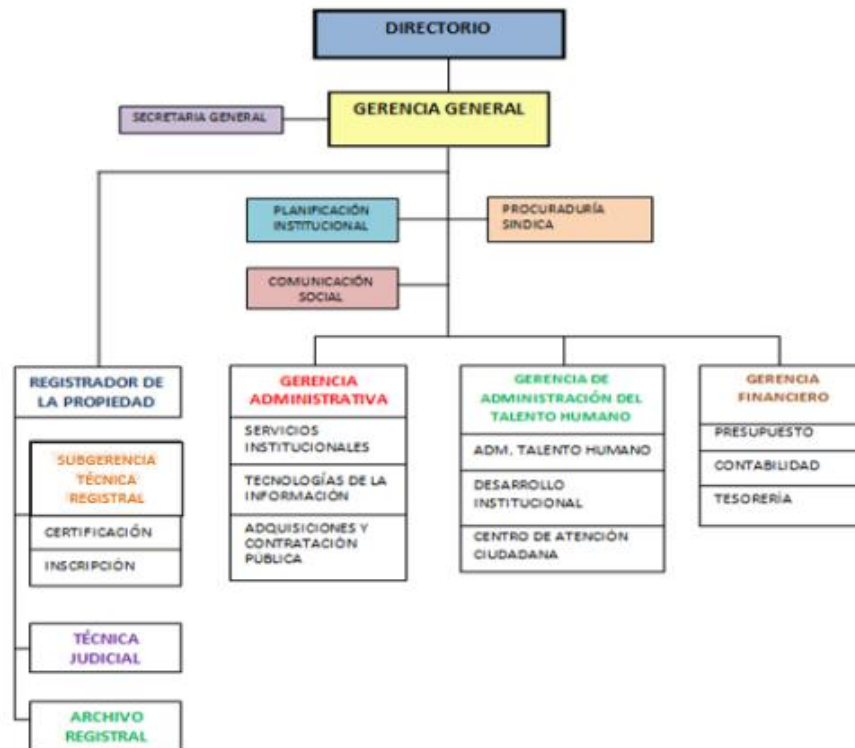 DIRECTORIO
GERENCIA GENERAL
SECRETARIA GENERAL
PLANIFICACIÓN
INSTITUCIONAL
PROCURADURÍA
SINDICA
COMUNICACIÓN
SOCIAL
REGISTRADOR DE
LA PROPIEDAD
SUBGERENCIA
TÉCNICA
REGISTRAL
CERTIFICACIÓN
INSCRIPCIÓN
TÉCNICA
JUDICIAL
ARCHIVO
REGISTRAL
GERENCIA
ADMINISTRATIVA
SERVICIOS
INSTITUCIONALES
TECNOLOGÍAS DE LA
INFORMACIÓN
ADQUISICIONES Y
CONTRATACIÓN
PÚBLICA
GERENCIA DE
ADMINISTRACIÓN DEL
TALENTO HUMANO
ADM, TALENTO HUMANO
DESARROLLO
INSTITUCIONAL
CENTRO DE ATENCIÓN
CIUDADANA
GERENCIA
FINANCIERO
PRESUPUESTO
CONTABILIDAD
TESORERÍA